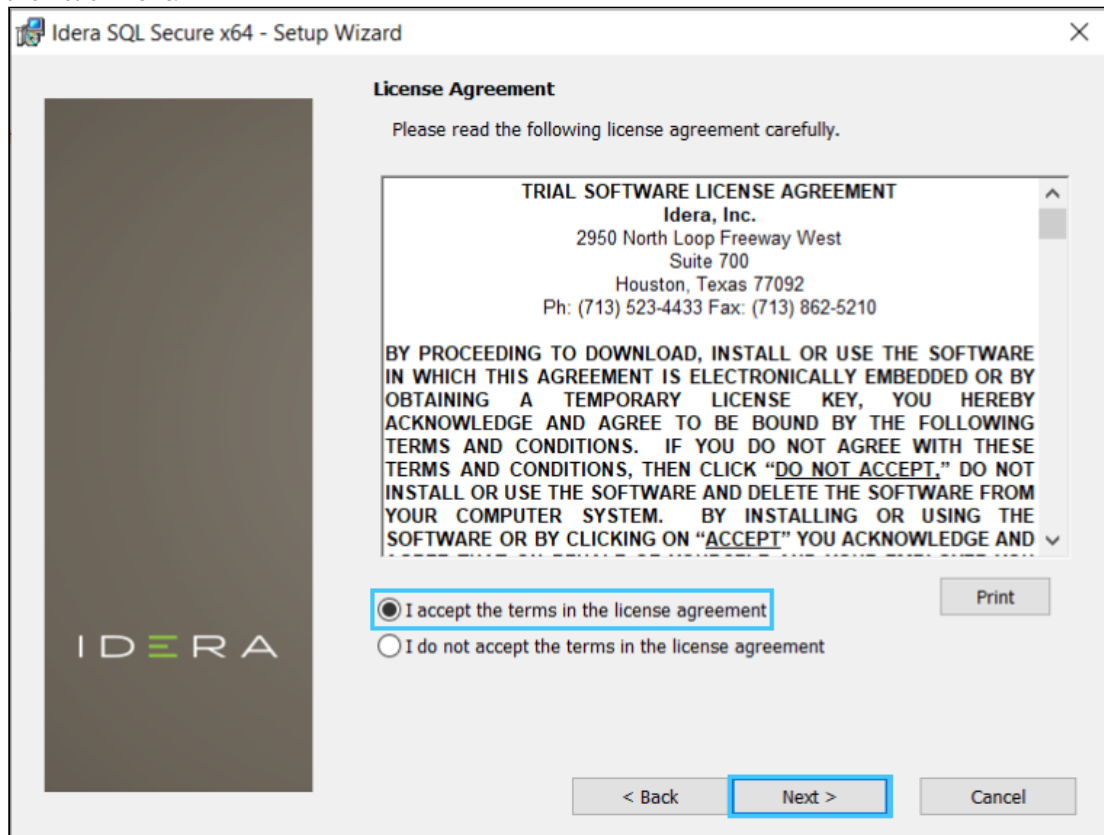 Idera SQL Secure x64 - Setup Wizard
License Agreement
Please read the following license agreement carefully.
TRIAL SOFTWARE LICENSE AGREEMENT
Idera, Inc.
2950 North Loop Freeway West
Suite 700
Houston, Texas 77092
Ph: (713) 523-4433 Fax: (713) 862-5210
BY PROCEEDING TO DOWNLOAD, INSTALL OR USE THE SOFTWARE
IN WHICH THIS AGREEMENT IS ELECTRONICALLY EMBEDDED OR BY
OBTAINING A TEMPORARY LICENSE KEY, YOU HEREBY
ACKNOWLEDGE AND AGREE TO BE BOUND BY THE FOLLOWING
TERMS AND CONDITIONS. IF YOU DO NOT AGREE WITH THESE
TERMS AND CONDITIONS, THEN CLICK “DO NOT ACCEPT,” DO NOT
INSTALL OR USE THE SOFTWARE AND DELETE THE SOFTWARE FROM
YOUR COMPUTER SYSTEM. BY INSTALLING OR USING THE
SOFTWARE OR BY CLICKING ON “ACCEPT” YOU ACKNOWLEDGE AND
I accept the terms in the license agreement
Print
I do not accept the terms in the license agreement
IDERA
< Back
Next >
Cancel